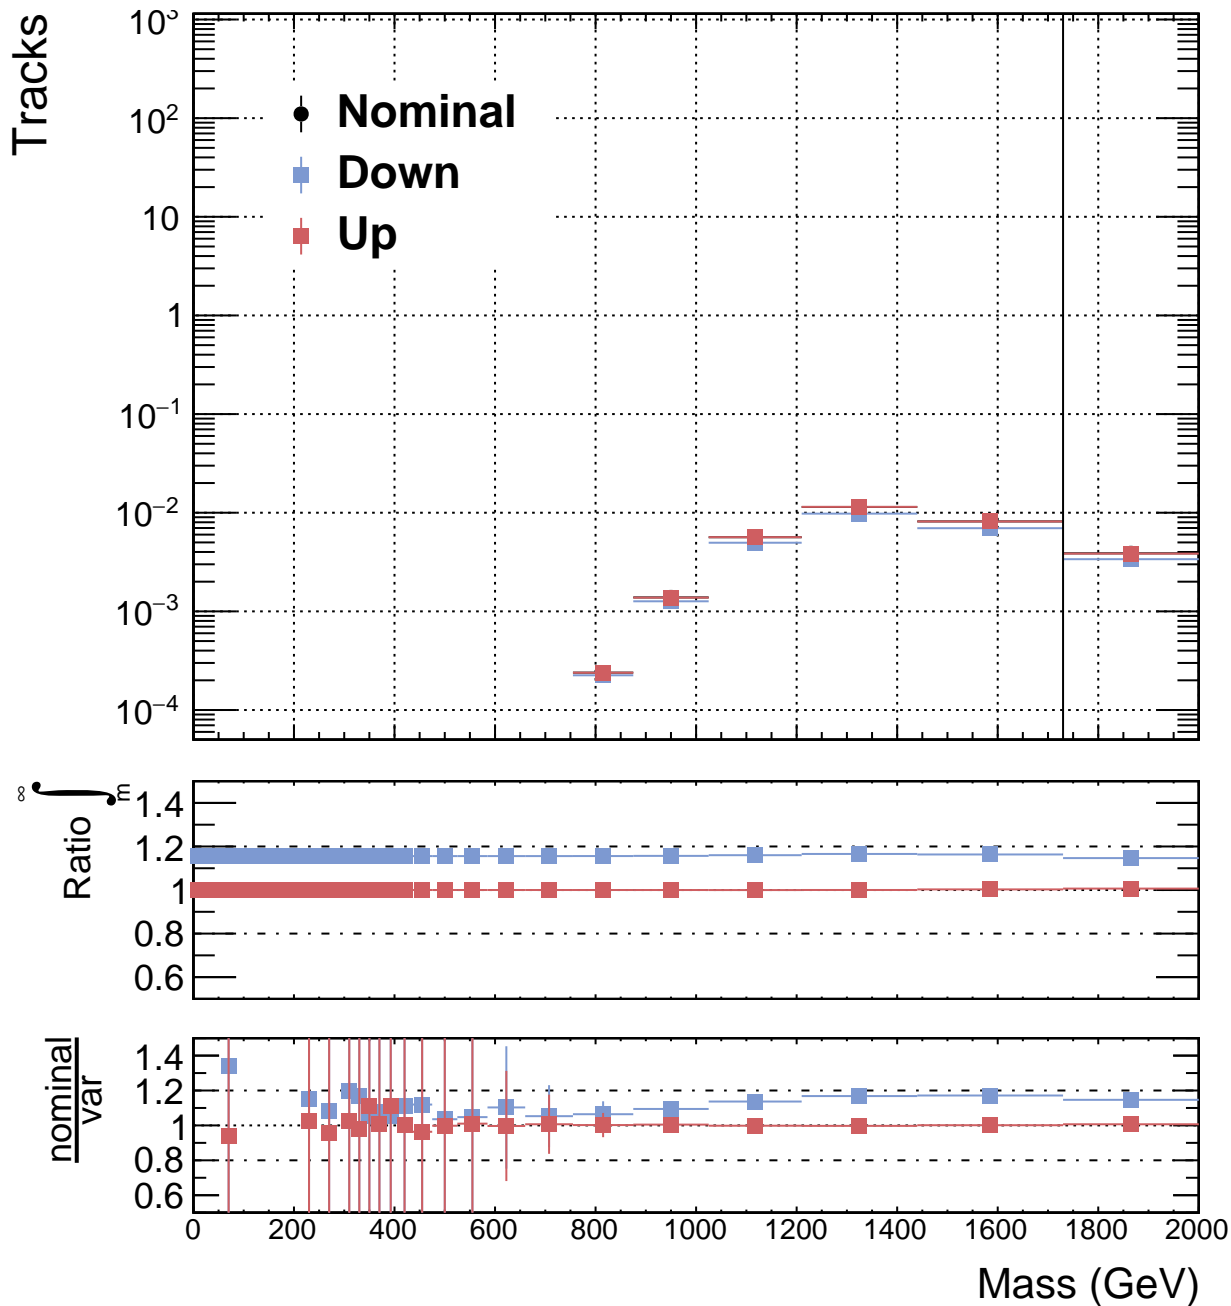 Tracks
10³
10²
10
1
10⁻¹
10⁻²
10⁻³
10⁻⁴
Nominal
Down
Up
Ratio ∫ₘ^∞
1.4
1.2
1
0.8
0.6
nominal
var
1.4
1.2
1
0.8
0.6
0 200 400 600 800 1000 1200 1400 1600 1800 2000
Mass (GeV)